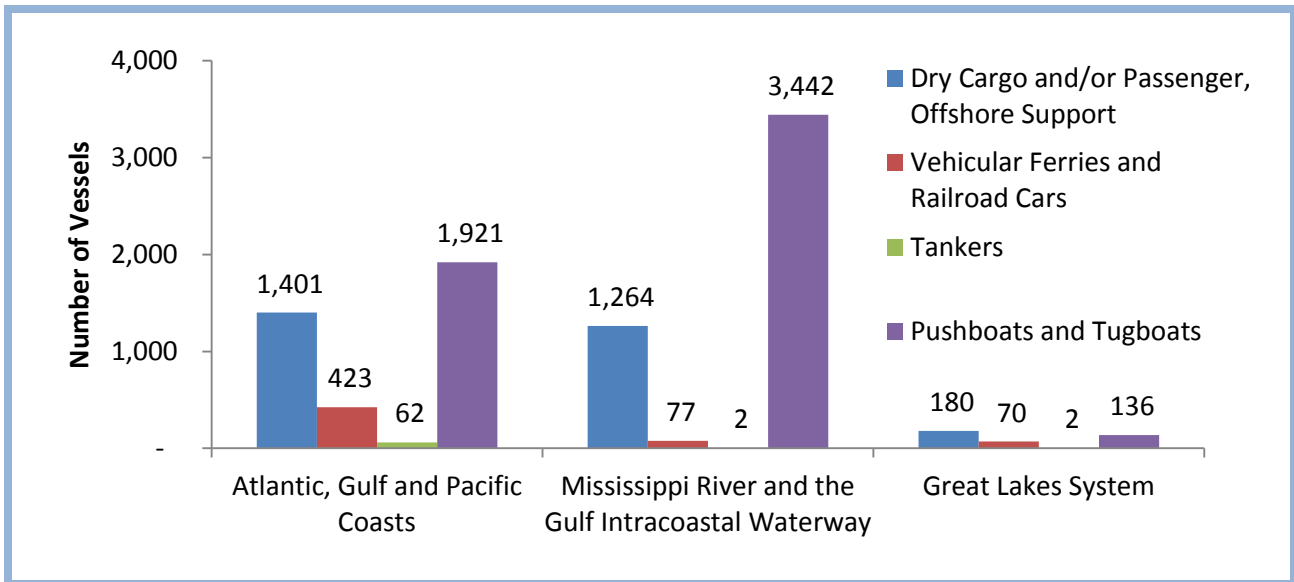 Number of Vessels
4,000
3,000
2,000
1,000
-
1,401
423
62
1,921
1,264
77
2
3,442
180
70
2
136
Atlantic, Gulf and Pacific
Coasts
Mississippi River and the
Gulf Intracoastal Waterway
Great Lakes System
Dry Cargo and/or Passenger,
Offshore Support
Vehicular Ferries and
Railroad Cars
Tankers
Pushboats and Tugboats